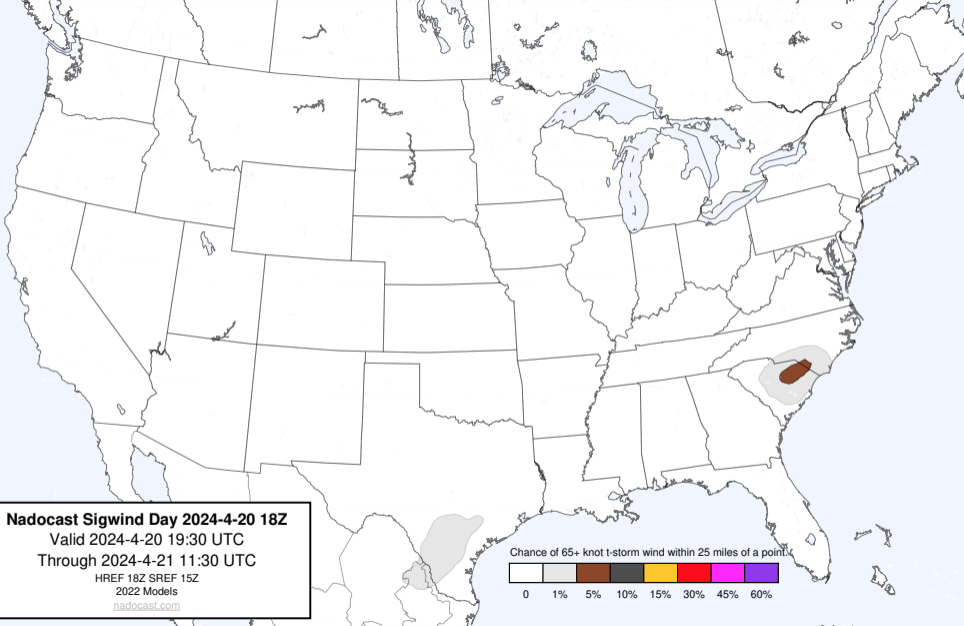 Nadocast Sigwind Day 2024-4-20 18Z
Valid 2024-4-20 19:30 UTC
Through 2024-4-21 11:30 UTC
HREF 18Z SREF 15Z
2022 Models
nadocast.com
Chance of 65+ knot t-storm wind within 25 miles of a point.
0 1% 5% 10% 15% 30% 45% 60%